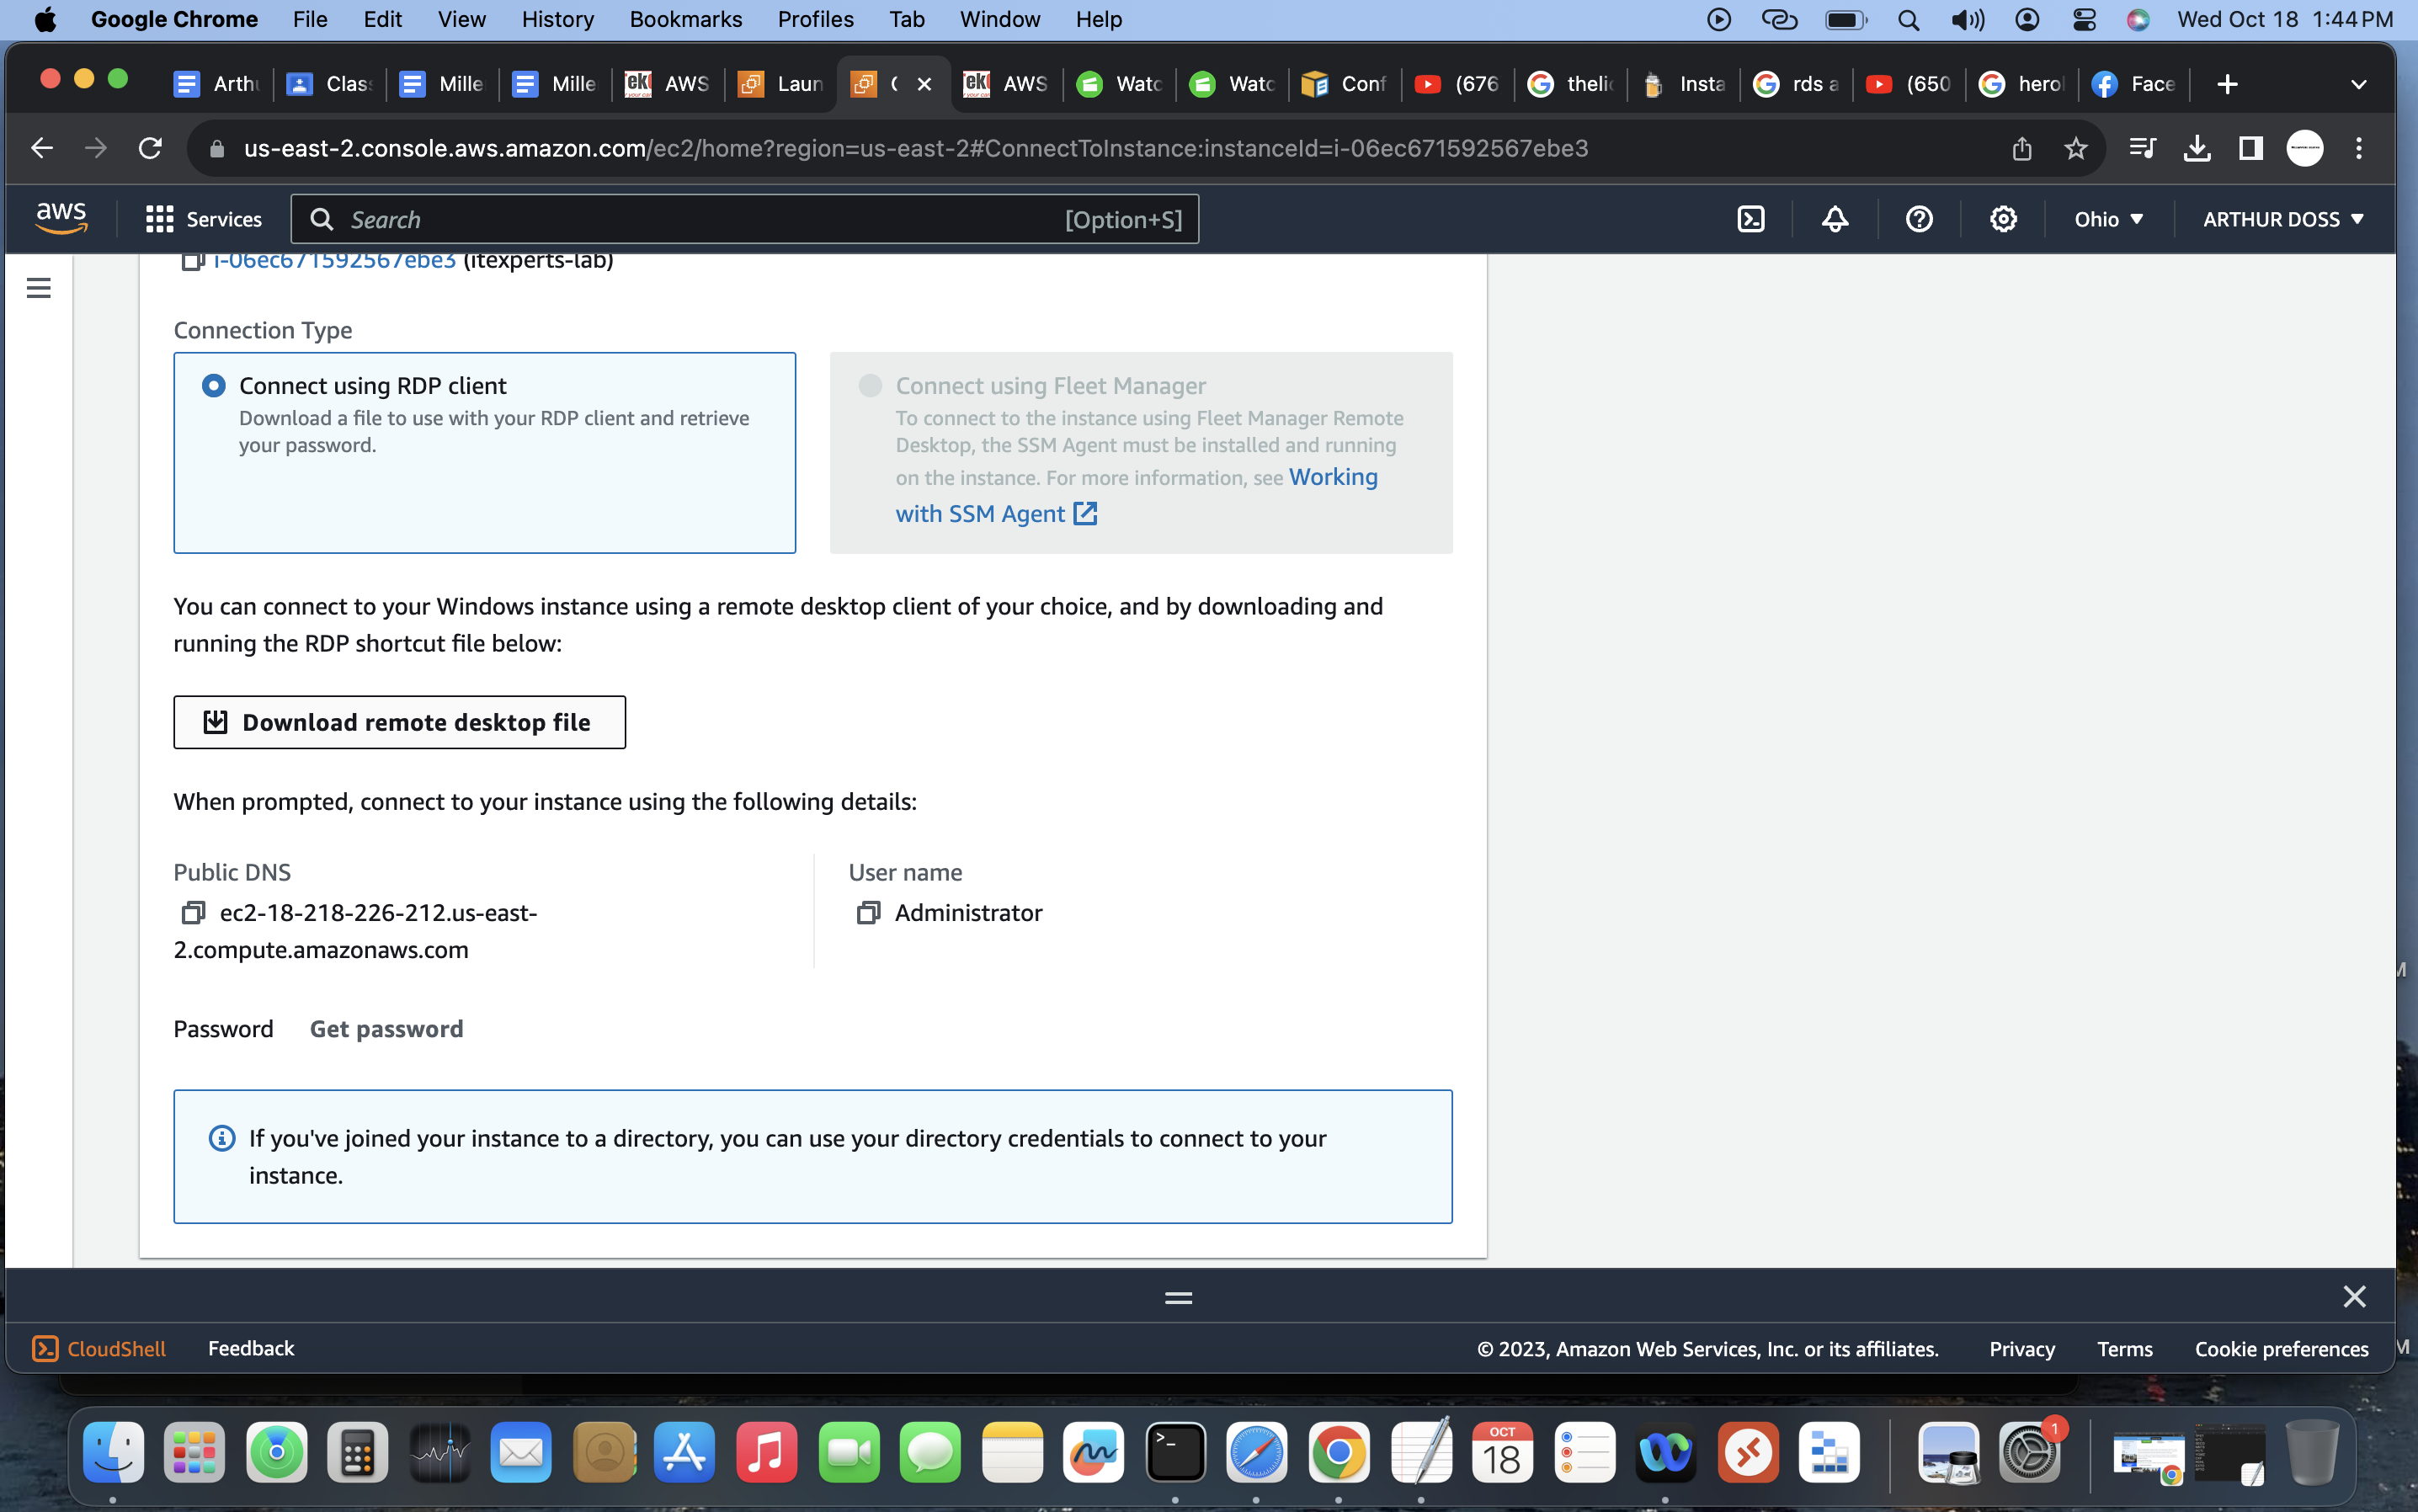 Google Chrome File Edit View History Bookmarks Profiles Tab Window Help Wed Oct 18 1:44 PM
Arthu Class Mille Mille AWS Laun ( AWS Watc Watc Conf (676 thelic Insta rds a (650 herol Face
us-east-2.console.aws.amazon.com/ec2/home?region=us-east-2#ConnectToInstance:instanceId=i-06ec671592567ebe3
aws Services Search [Option+S] Ohio ARTHUR DOSS
i-06ec671592567ebe3 (itexperts-lab)
Connection Type
Connect using RDP client
Download a file to use with your RDP client and retrieve
your password.
Connect using Fleet Manager
To connect to the instance using Fleet Manager Remote
Desktop, the SSM Agent must be installed and running
on the instance. For more information, see Working
with SSM Agent
You can connect to your Windows instance using a remote desktop client of your choice, and by downloading and
running the RDP shortcut file below:
Download remote desktop file
When prompted, connect to your instance using the following details:
Public DNS
ec2-18-218-226-212.us-east-
2.compute.amazonaws.com
User name
Administrator
Password Get password
If you've joined your instance to a directory, you can use your directory credentials to connect to your
instance.
CloudShell Feedback © 2023, Amazon Web Services, Inc. or its affiliates. Privacy Terms Cookie preferences
OCT
18
1